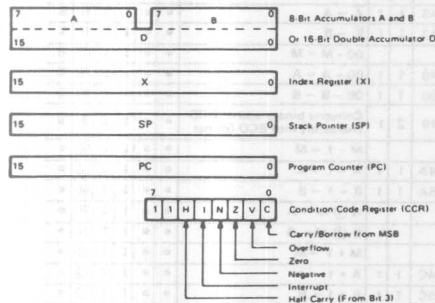 7 A 0 7 B 0
8-Bit Accumulators A and B
15 D 0
Or 16-Bit Double Accumulator D
15 X 0
Index Register (X)
15 SP 0
Stack Pointer (SP)
15 PC 0
Program Counter (PC)
7 0
1 1 H I N Z V C
Condition Code Register (CCR)
Carry/Borrow from MSB
Overflow
Zero
Negative
Interrupt
Half Carry (From Bit 3)